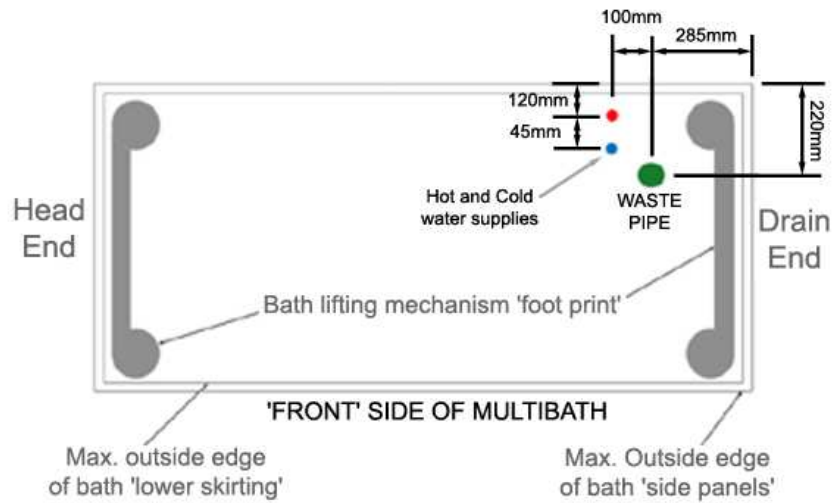 100mm
285mm
120mm
45mm
220mm
Hot and Cold
water supplies
WASTE
PIPE
Head
End
Drain
End
Bath lifting mechanism 'foot print'
'FRONT' SIDE OF MULTIBATH
Max. outside edge
of bath 'lower skirting'
Max. Outside edge
of bath 'side panels'